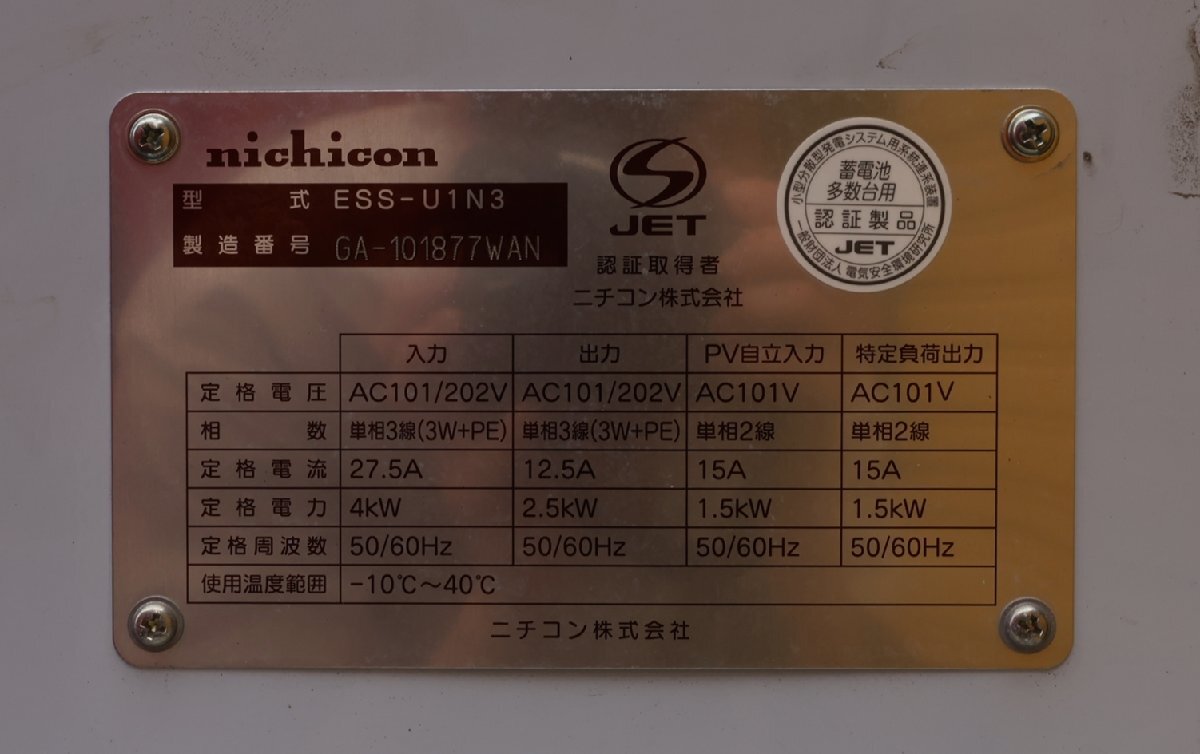 nichicon
型 式 ESS-U1N3
製造番号 GA-101877WAN
JET
認証取得者
ニチコン株式会社
小型分散型発電システム用系統連系装置
蓄電池
多数台用
認証製品
JET
一般財団法人 電気安全環境研究所
入力 出力 PV自立入力 特定負荷出力
定格電圧 AC101/202V AC101/202V AC101V AC101V
相数 単相3線(3W+PE) 単相3線(3W+PE) 単相2線 単相2線
定格電流 27.5A 12.5A 15A 15A
定格電力 4kW 2.5kW 1.5kW 1.5kW
定格周波数 50/60Hz 50/60Hz 50/60Hz 50/60Hz
使用温度範囲 -10℃～40℃
ニチコン株式会社